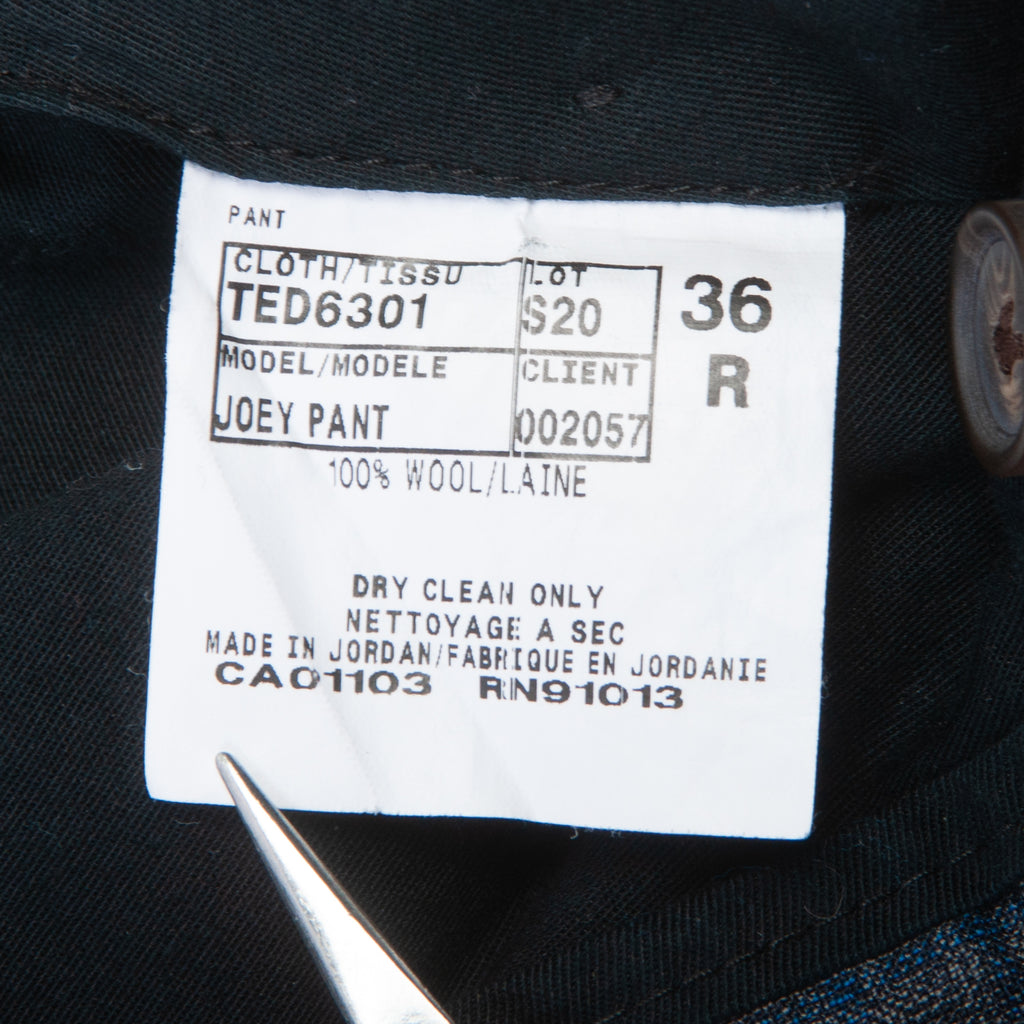 PANT
CLOTH/TISSU LOT
TED6301 S20 36
MODEL/MODELE CLIENT R
JOEY PANT 002057
100% WOOL/LAINE
DRY CLEAN ONLY
NETTOYAGE A SEC
MADE IN JORDAN/FABRIQUE EN JORDANIE
CA01103 RN91013